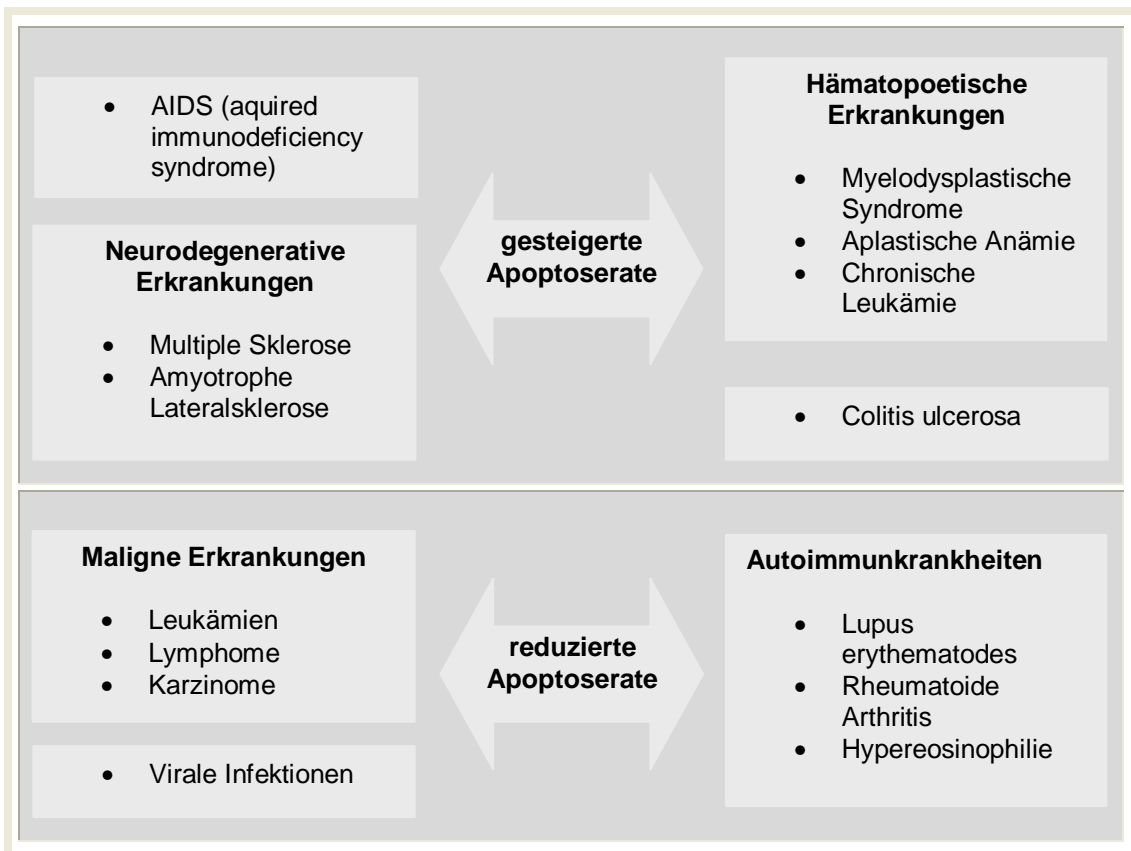 • AIDS (aquired
immunodeficiency
syndrome)
Neurodegenerative
Erkrankungen
• Multiple Sklerose
• Amyotrophe
Lateralsklerose
gesteigerte
Apoptoserate
Hämatopoetische
Erkrankungen
• Myelodysplastische
Syndrome
• Aplastische Anämie
• Chronische
Leukämie
• Colitis ulcerosa
Maligne Erkrankungen
• Leukämien
• Lymphome
• Karzinome
• Virale Infektionen
reduzierte
Apoptoserate
Autoimmunkrankheiten
• Lupus
erythematodes
• Rheumatoide
Arthritis
• Hypereosinophilie